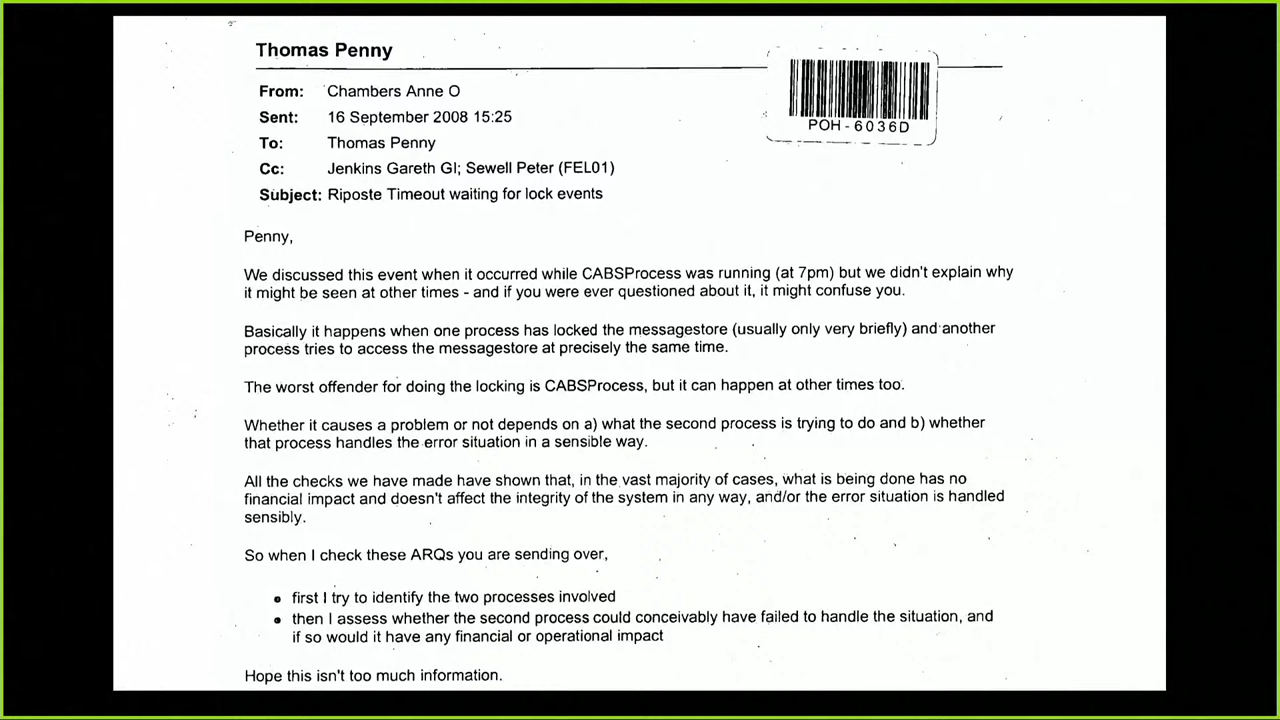 Thomas Penny
POH-6036D
From: Chambers Anne O
Sent: 16 September 2008 15:25
To: Thomas Penny
Cc: Jenkins Gareth GI; Sewell Peter (FEL01)
Subject: Riposte Timeout waiting for lock events
Penny,
We discussed this event when it occurred while CABSProcess was running (at 7pm) but we didn't explain why
it might be seen at other times - and if you were ever questioned about it, it might confuse you.
Basically it happens when one process has locked the messagestore (usually only very briefly) and another
process tries to access the messagestore at precisely the same time.
The worst offender for doing the locking is CABSProcess, but it can happen at other times too.
Whether it causes a problem or not depends on a) what the second process is trying to do and b) whether
that process handles the error situation in a sensible way.
All the checks we have made have shown that, in the vast majority of cases, what is being done has no
financial impact and doesn't affect the integrity of the system in any way, and/or the error situation is handled
sensibly.
So when I check these ARQs you are sending over,
• first I try to identify the two processes involved
• then I assess whether the second process could conceivably have failed to handle the situation, and
if so would it have any financial or operational impact
Hope this isn't too much information.